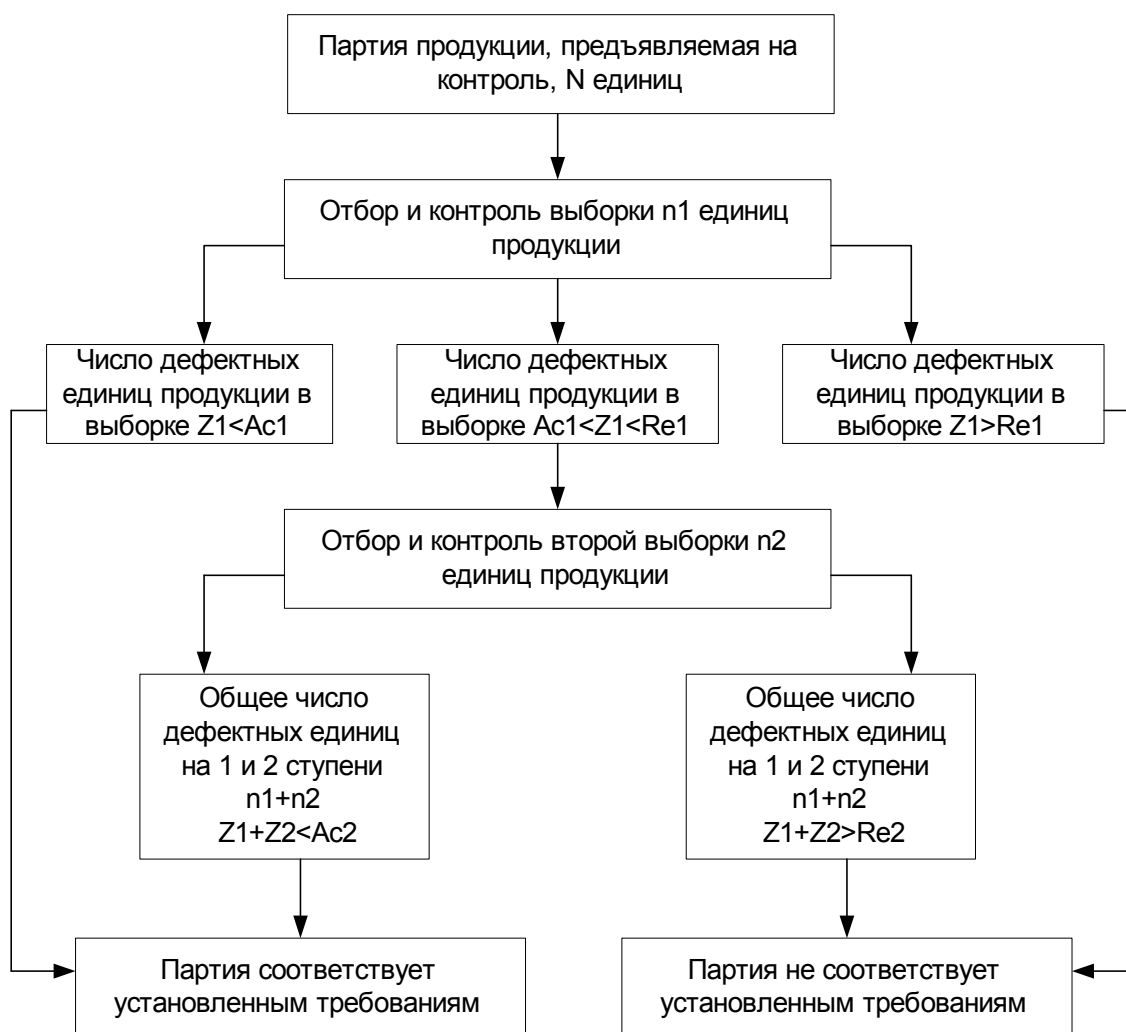 Партия продукции, предъявляемая на
контроль, N единиц
Отбор и контроль выборки n1 единиц
продукции
Число дефектных
единиц продукции в
выборке Z1<Ac1
Число дефектных
единиц продукции в
выборке Ac1<Z1<Re1
Число дефектных
единиц продукции в
выборке Z1>Re1
Отбор и контроль второй выборки n2
единиц продукции
Общее число
дефектных единиц
на 1 и 2 ступени
n1+n2
Z1+Z2<Ac2
Общее число
дефектных единиц
на 1 и 2 ступени
n1+n2
Z1+Z2>Re2
Партия соответствует
установленным требованиям
Партия не соответствует
установленным требованиям